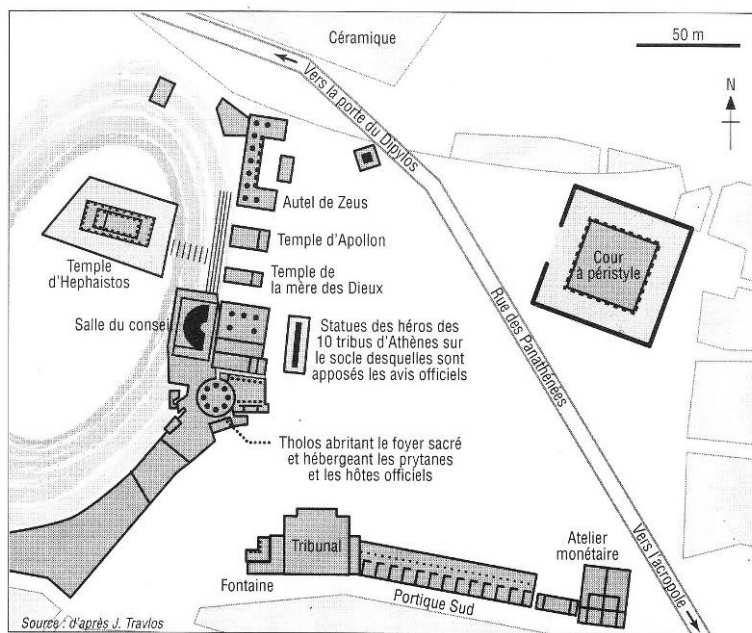 Céramique
50 m
N
Vers la porte du Dipylos
Autel de Zeus
Temple d'Apollon
Temple
d'Hephaistos
Temple de
la mère des Dieux
Cour
à péristyle
Salle du conseil
Statues des héros des
10 tribus d'Athènes sur
le socle desquelles sont
apposés les avis officiels
Rue des Panathénées
Tholos abritant le foyer sacré
et hébergeant les prytanes
et les hôtes officiels
Tribunal
Atelier
monétaire
Fontaine
Portique Sud
Vers l'acropole
Source : d'après J. Travlos